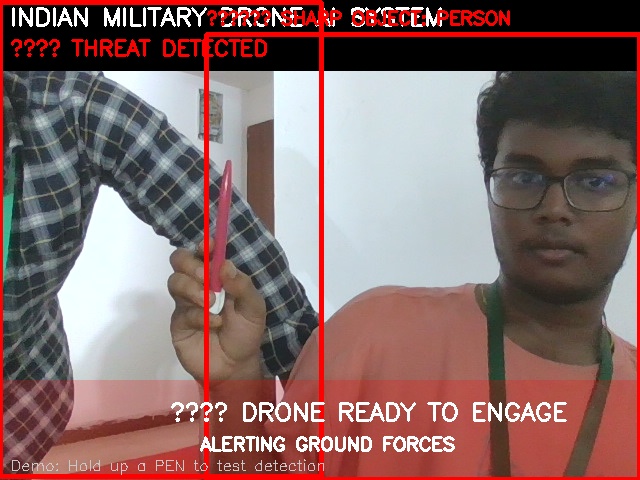 INDIAN MILITARY DRONE AI SYSTEM
????? SHARP OBJECT: PERSON
???? THREAT DETECTED
???? DRONE READY TO ENGAGE
ALERTING GROUND FORCES
Demo: Hold up a PEN to test detection